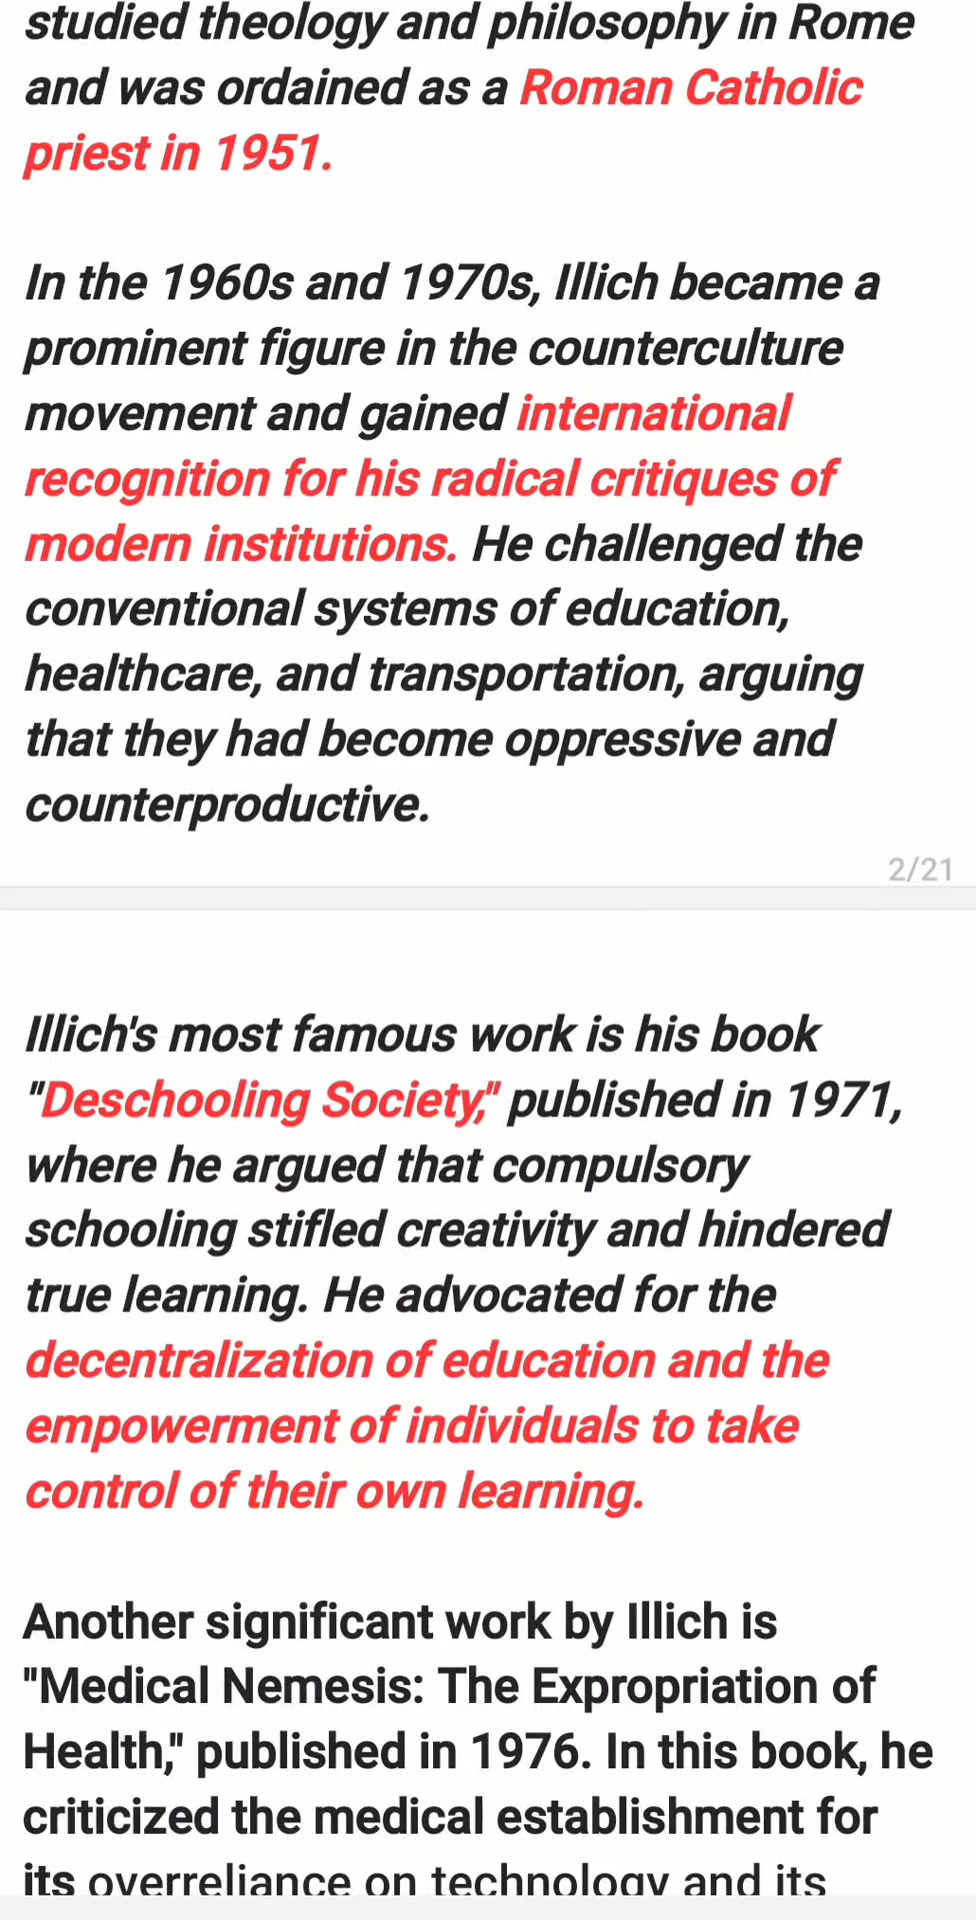 studied theology and philosophy in Rome
and was ordained as a Roman Catholic
priest in 1951.
In the 1960s and 1970s, Illich became a
prominent figure in the counterculture
movement and gained international
recognition for his radical critiques of
modern institutions. He challenged the
conventional systems of education,
healthcare, and transportation, arguing
that they had become oppressive and
counterproductive.
2/21
Illich's most famous work is his book
"Deschooling Society," published in 1971,
where he argued that compulsory
schooling stifled creativity and hindered
true learning. He advocated for the
decentralization of education and the
empowerment of individuals to take
control of their own learning.
Another significant work by Illich is
"Medical Nemesis: The Expropriation of
Health," published in 1976. In this book, he
criticized the medical establishment for
its overreliance on technology and its